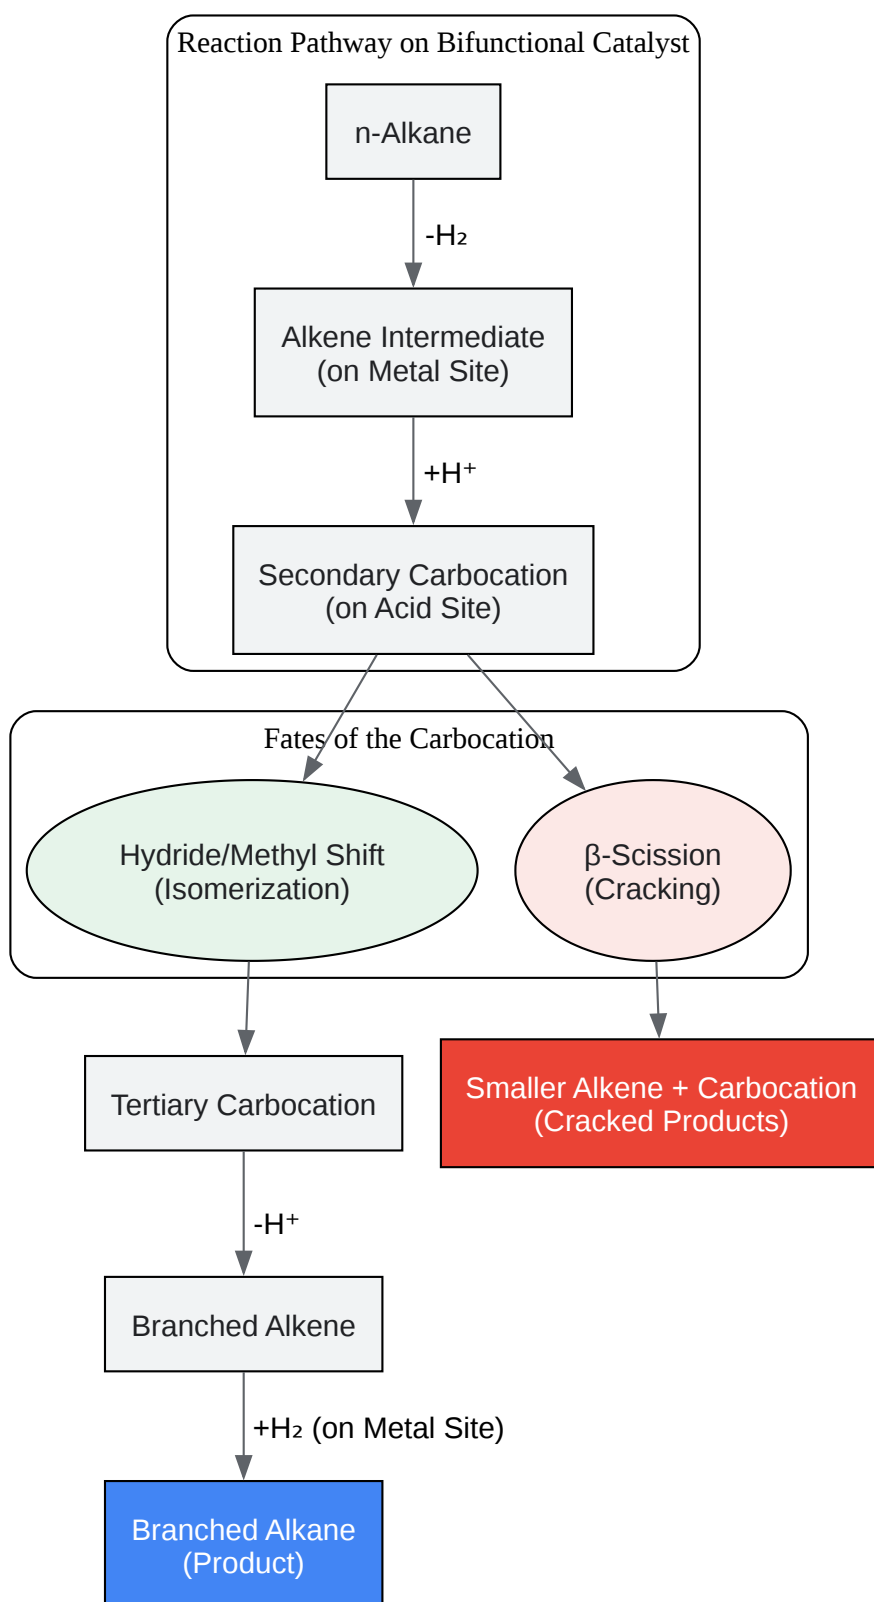 Reaction Pathway on Bifunctional Catalyst
n-Alkane
-H₂
Alkene Intermediate
(on Metal Site)
+H⁺
Secondary Carbocation
(on Acid Site)
Fates of the Carbocation
Hydride/Methyl Shift
(Isomerization)
β-Scission
(Cracking)
Tertiary Carbocation
Smaller Alkene + Carbocation
(Cracked Products)
-H⁺
Branched Alkene
+H₂ (on Metal Site)
Branched Alkane
(Product)